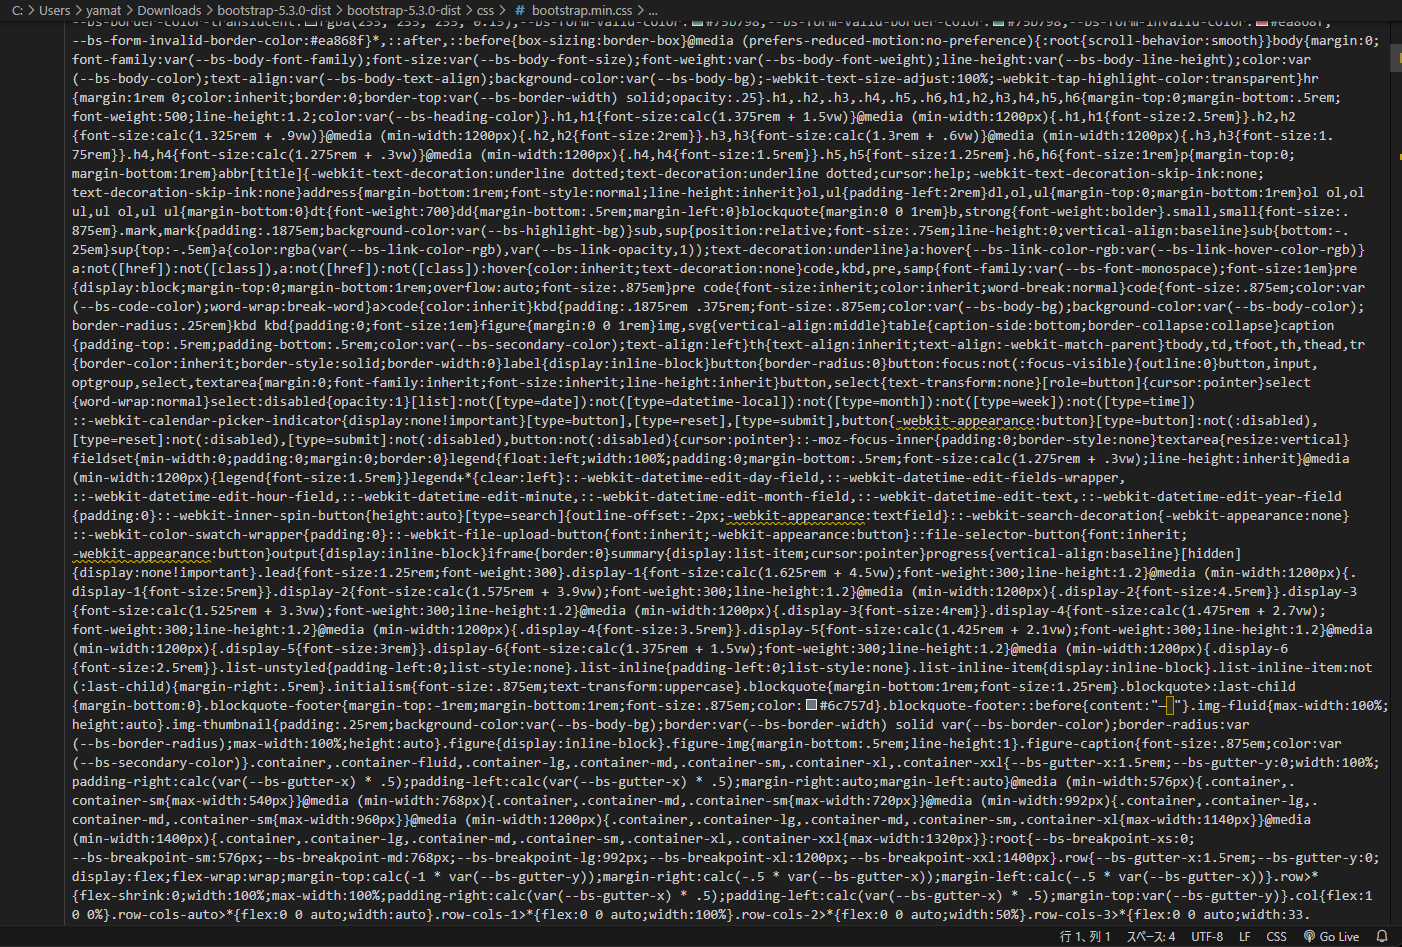 C: > Users > yamat > Downloads > bootstrap-5.3.0-dist > bootstrap-5.3.0-dist > css > # bootstrap.min.css > ...
--bs-border-color-translucent:rgba(255, 255, 255, 0.15);--bs-form-valid-color:#75b798;--bs-form-valid-border-color:#75b798;--bs-form-invalid-color:#ea868f;
--bs-form-invalid-border-color:#ea868f}*,::after,::before{box-sizing:border-box}@media (prefers-reduced-motion:no-preference){:root{scroll-behavior:smooth}}body{margin:0;
font-family:var(--bs-body-font-family);font-size:var(--bs-body-font-size);font-weight:var(--bs-body-font-weight);line-height:var(--bs-body-line-height);color:var
(--bs-body-color);text-align:var(--bs-body-text-align);background-color:var(--bs-body-bg);-webkit-text-size-adjust:100%;-webkit-tap-highlight-color:transparent}hr
{margin:1rem 0;color:inherit;border:0;border-top:var(--bs-border-width) solid;opacity:.25}.h1,.h2,.h3,.h4,.h5,.h6,h1,h2,h3,h4,h5,h6{margin-top:0;margin-bottom:.5rem;
font-weight:500;line-height:1.2;color:var(--bs-heading-color)}.h1,h1{font-size:calc(1.375rem + 1.5vw)}@media (min-width:1200px){.h1,h1{font-size:2.5rem}}.h2,h2
{font-size:calc(1.325rem + .9vw)}@media (min-width:1200px){.h2,h2{font-size:2rem}}.h3,h3{font-size:calc(1.3rem + .6vw)}@media (min-width:1200px){.h3,h3{font-size:1.
75rem}}.h4,h4{font-size:calc(1.275rem + .3vw)}@media (min-width:1200px){.h4,h4{font-size:1.5rem}}.h5,h5{font-size:1.25rem}.h6,h6{font-size:1rem}p{margin-top:0;
margin-bottom:1rem}abbr[title]{-webkit-text-decoration:underline dotted;text-decoration:underline dotted;cursor:help;-webkit-text-decoration-skip-ink:none;
text-decoration-skip-ink:none}address{margin-bottom:1rem;font-style:normal;line-height:inherit}ol,ul{padding-left:2rem}dl,ol,ul{margin-top:0;margin-bottom:1rem}ol ol,ol
ul,ul ol,ul ul{margin-bottom:0}dt{font-weight:700}dd{margin-bottom:.5rem;margin-left:0}blockquote{margin:0 0 1rem}b,strong{font-weight:bolder}.small,small{font-size:.
875em}.mark,mark{padding:.1875em;background-color:var(--bs-highlight-bg)}sub,sup{position:relative;font-size:.75em;line-height:0;vertical-align:baseline}sub{bottom:-.
25em}sup{top:-.5em}a{color:rgba(var(--bs-link-color-rgb),var(--bs-link-opacity,1));text-decoration:underline}a:hover{--bs-link-color-rgb:var(--bs-link-hover-color-rgb)}
a:not([href]):not([class]),a:not([href]):not([class]):hover{color:inherit;text-decoration:none}code,kbd,pre,samp{font-family:var(--bs-font-monospace);font-size:1em}pre
{display:block;margin-top:0;margin-bottom:1rem;overflow:auto;font-size:.875em}pre code{font-size:inherit;color:inherit;word-break:normal}code{font-size:.875em;color:var
(--bs-code-color);word-wrap:break-word}a>code{color:inherit}kbd{padding:.1875rem .375rem;font-size:.875em;color:var(--bs-body-bg);background-color:var(--bs-body-color);
border-radius:.25rem}kbd kbd{padding:0;font-size:1em}figure{margin:0 0 1rem}img,svg{vertical-align:middle}table{caption-side:bottom;border-collapse:collapse}caption
{padding-top:.5rem;padding-bottom:.5rem;color:var(--bs-secondary-color);text-align:left}th{text-align:inherit;text-align:-webkit-match-parent}tbody,td,tfoot,th,thead,tr
{border-color:inherit;border-style:solid;border-width:0}label{display:inline-block}button{border-radius:0}button:focus:not(:focus-visible){outline:0}button,input,
optgroup,select,textarea{margin:0;font-family:inherit;font-size:inherit;line-height:inherit}button,select{text-transform:none}[role=button]{cursor:pointer}select
{word-wrap:normal}select:disabled{opacity:1}[list]:not([type=date]):not([type=datetime-local]):not([type=month]):not([type=week]):not([type=time])
::-webkit-calendar-picker-indicator{display:none!important}[type=button],[type=reset],[type=submit],button{-webkit-appearance:button}[type=button]:not(:disabled),
[type=reset]:not(:disabled),[type=submit]:not(:disabled),button:not(:disabled){cursor:pointer}::-moz-focus-inner{padding:0;border-style:none}textarea{resize:vertical}
fieldset{min-width:0;padding:0;margin:0;border:0}legend{float:left;width:100%;padding:0;margin-bottom:.5rem;font-size:calc(1.275rem + .3vw);line-height:inherit}@media
(min-width:1200px){legend{font-size:1.5rem}}legend+*{clear:left}::-webkit-datetime-edit-day-field,::-webkit-datetime-edit-fields-wrapper,
::-webkit-datetime-edit-hour-field,::-webkit-datetime-edit-minute,::-webkit-datetime-edit-month-field,::-webkit-datetime-edit-text,::-webkit-datetime-edit-year-field
{padding:0}::-webkit-inner-spin-button{height:auto}[type=search]{outline-offset:-2px;-webkit-appearance:textfield}::-webkit-search-decoration{-webkit-appearance:none}
::-webkit-color-swatch-wrapper{padding:0}::-webkit-file-upload-button{font:inherit;-webkit-appearance:button}::file-selector-button{font:inherit;
-webkit-appearance:button}output{display:inline-block}iframe{border:0}summary{display:list-item;cursor:pointer}progress{vertical-align:baseline}[hidden]
{display:none!important}.lead{font-size:1.25rem;font-weight:300}.display-1{font-size:calc(1.625rem + 4.5vw);font-weight:300;line-height:1.2}@media (min-width:1200px){.
display-1{font-size:5rem}}.display-2{font-size:calc(1.575rem + 3.9vw);font-weight:300;line-height:1.2}@media (min-width:1200px){.display-2{font-size:4.5rem}}.display-3
{font-size:calc(1.525rem + 3.3vw);font-weight:300;line-height:1.2}@media (min-width:1200px){.display-3{font-size:4rem}}.display-4{font-size:calc(1.475rem + 2.7vw);
font-weight:300;line-height:1.2}@media (min-width:1200px){.display-4{font-size:3.5rem}}.display-5{font-size:calc(1.425rem + 2.1vw);font-weight:300;line-height:1.2}@media
(min-width:1200px){.display-5{font-size:3rem}}.display-6{font-size:calc(1.375rem + 1.5vw);font-weight:300;line-height:1.2}@media (min-width:1200px){.display-6
{font-size:2.5rem}}.list-unstyled{padding-left:0;list-style:none}.list-inline{padding-left:0;list-style:none}.list-inline-item{display:inline-block}.list-inline-item:not
(:last-child){margin-right:.5rem}.initialism{font-size:.875em;text-transform:uppercase}.blockquote{margin-bottom:1rem;font-size:1.25rem}.blockquote>:last-child
{margin-bottom:0}.blockquote-footer{margin-top:-1rem;margin-bottom:1rem;font-size:.875em;color:#6c757d}.blockquote-footer::before{content:"— "}.img-fluid{max-width:100%;
height:auto}.img-thumbnail{padding:.25rem;background-color:var(--bs-body-bg);border:var(--bs-border-width) solid var(--bs-border-color);border-radius:var
(--bs-border-radius);max-width:100%;height:auto}.figure{display:inline-block}.figure-img{margin-bottom:.5rem;line-height:1}.figure-caption{font-size:.875em;color:var
(--bs-secondary-color)}.container,.container-fluid,.container-lg,.container-md,.container-sm,.container-xl,.container-xxl{--bs-gutter-x:1.5rem;--bs-gutter-y:0;width:100%;
padding-right:calc(var(--bs-gutter-x) * .5);padding-left:calc(var(--bs-gutter-x) * .5);margin-right:auto;margin-left:auto}@media (min-width:576px){.container,.
container-sm{max-width:540px}}@media (min-width:768px){.container,.container-md,.container-sm{max-width:720px}}@media (min-width:992px){.container,.container-lg,.
container-md,.container-sm{max-width:960px}}@media (min-width:1200px){.container,.container-lg,.container-md,.container-sm,.container-xl{max-width:1140px}}@media
(min-width:1400px){.container,.container-lg,.container-md,.container-sm,.container-xl,.container-xxl{max-width:1320px}}:root{--bs-breakpoint-xs:0;
--bs-breakpoint-sm:576px;--bs-breakpoint-md:768px;--bs-breakpoint-lg:992px;--bs-breakpoint-xl:1200px;--bs-breakpoint-xxl:1400px}.row{--bs-gutter-x:1.5rem;--bs-gutter-y:0;
display:flex;flex-wrap:wrap;margin-top:calc(-1 * var(--bs-gutter-y));margin-right:calc(-.5 * var(--bs-gutter-x));margin-left:calc(-.5 * var(--bs-gutter-x))}.row>*
{flex-shrink:0;width:100%;max-width:100%;padding-right:calc(var(--bs-gutter-x) * .5);padding-left:calc(var(--bs-gutter-x) * .5);margin-top:var(--bs-gutter-y)}.col{flex:1
0 0%}.row-cols-auto>*{flex:0 0 auto;width:auto}.row-cols-1>*{flex:0 0 auto;width:100%}.row-cols-2>*{flex:0 0 auto;width:50%}.row-cols-3>*{flex:0 0 auto;width:33.
行 1、列 1 スペース: 4 UTF-8 LF CSS Go Live